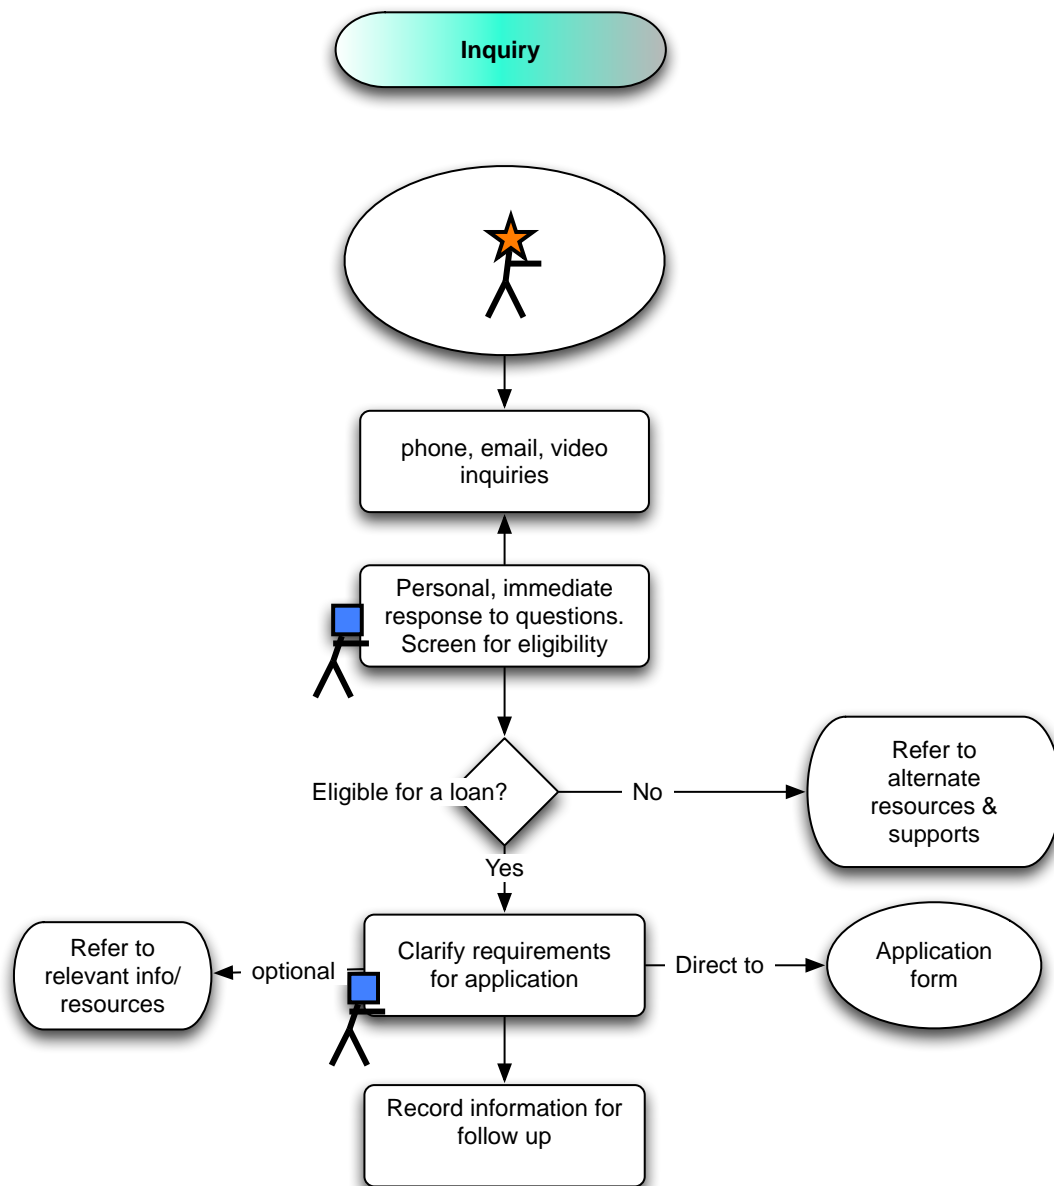 Inquiry
phone, email, video
inquiries
Personal, immediate
response to questions.
Screen for eligibility
Eligible for a loan?
No
Refer to
alternate
resources &
supports
Yes
Refer to
relevant info/
resources
optional
Clarify requirements
for application
Direct to
Application
form
Record information for
follow up